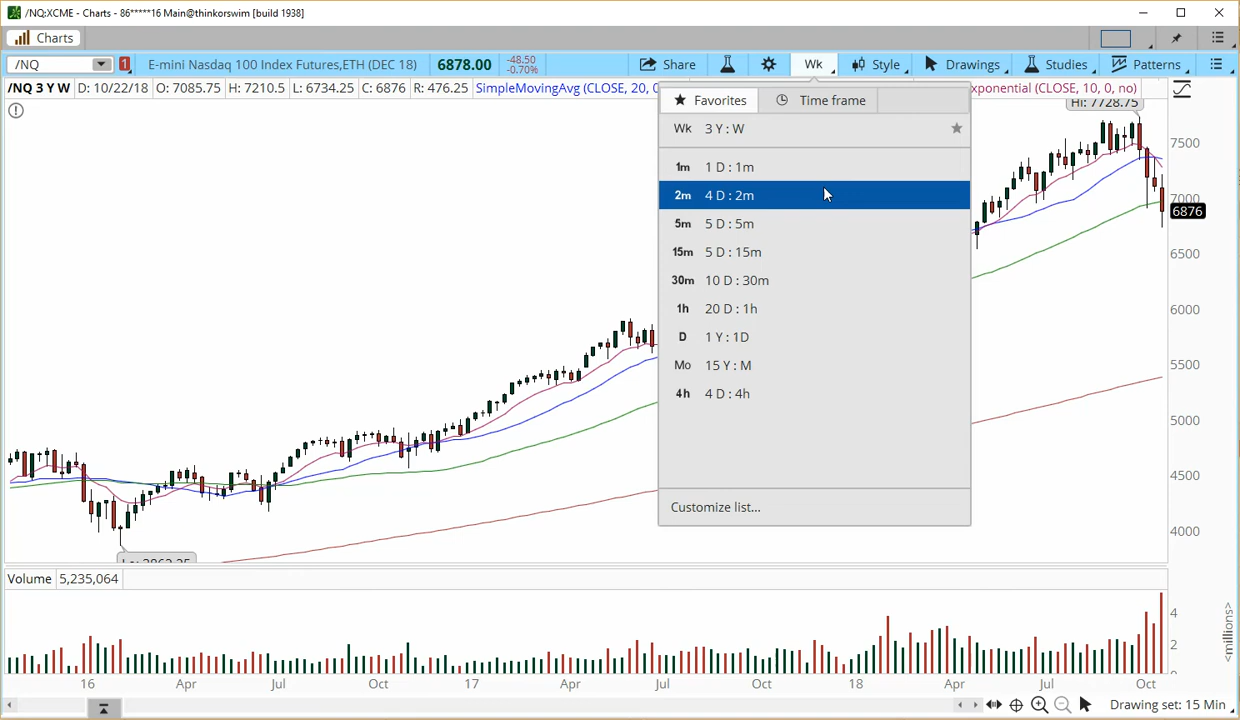 /NQ:XCME - Charts - 86*****16 Main@thinkorswim [build 1938]
Charts
/NQ 1 E-mini Nasdaq 100 Index Futures,ETH (DEC 18) 6878.00 -48.50 -0.70% Share Wk Style Drawings Studies Patterns
/NQ 3 Y W D: 10/22/18 O: 7085.75 H: 7210.5 L: 6734.25 C: 6876 R: 476.25 SimpleMovingAvg (CLOSE, 20, 0 xponential (CLOSE, 10, 0, no)
Favorites Time frame
Hi: 7728.75
Wk 3 Y : W
7500
1m 1 D : 1m
2m 4 D : 2m
7000
6876
5m 5 D : 5m
15m 5 D : 15m
6500
30m 10 D : 30m
1h 20 D : 1h
6000
D 1 Y : 1D
Mo 15 Y : M
5500
4h 4 D : 4h
5000
4500
Customize list...
4000
Volume 5,235,064
4
2
<millions>
16 Apr Jul Oct 17 Apr Jul Oct 18 Apr Jul Oct
Drawing set: 15 Min